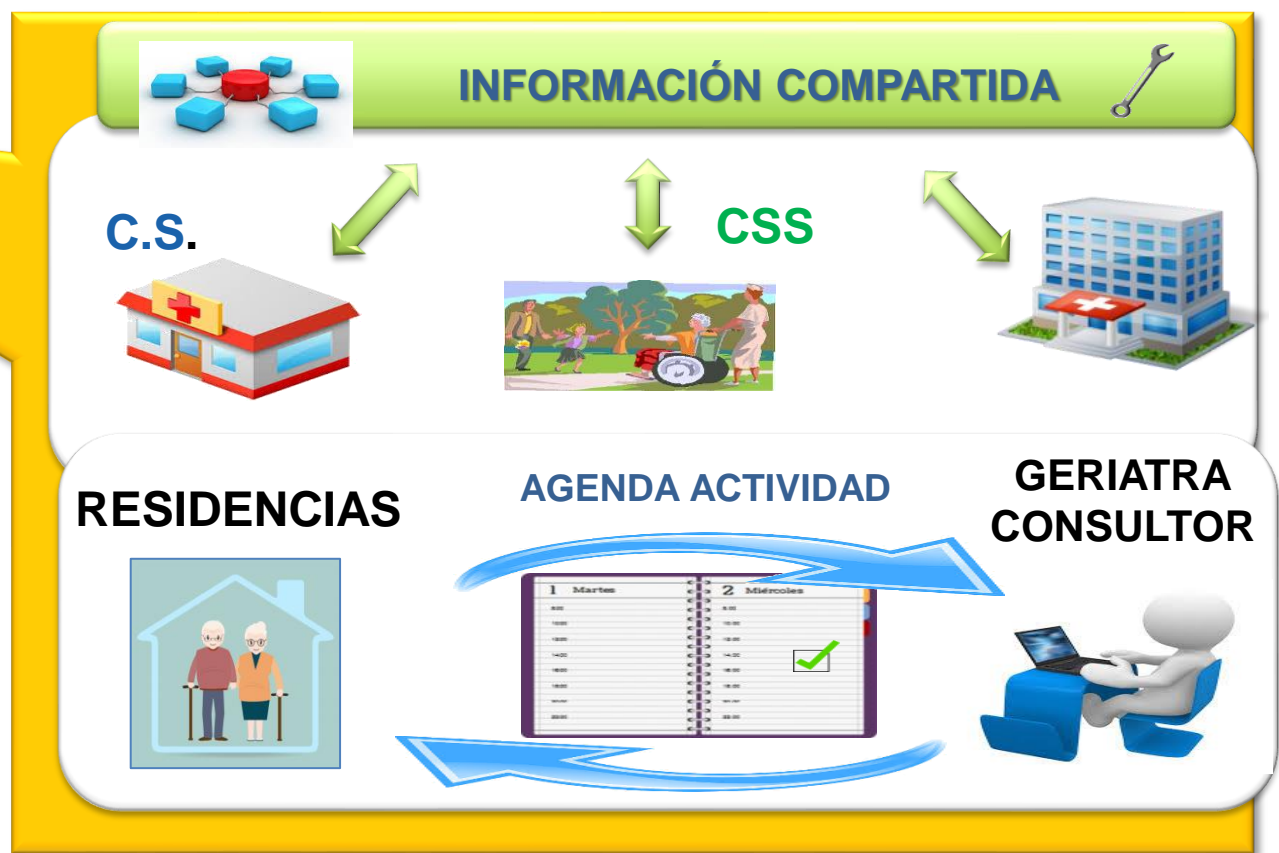 INFORMACIÓN COMPARTIDA
C.S.
CSS
RESIDENCIAS
AGENDA ACTIVIDAD
GERIATRA
CONSULTOR
1 Martes
2 Miércoles